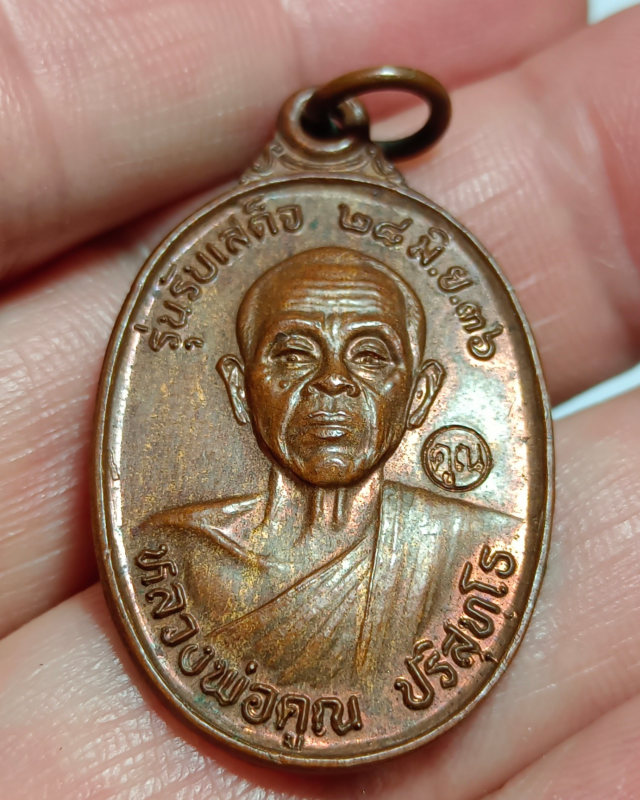 รุ่นรับเสด็จ ๒๘ มิ.ย.๓๖
คูณ
หลวงพ่อคูณ ปริสุทฺโธ